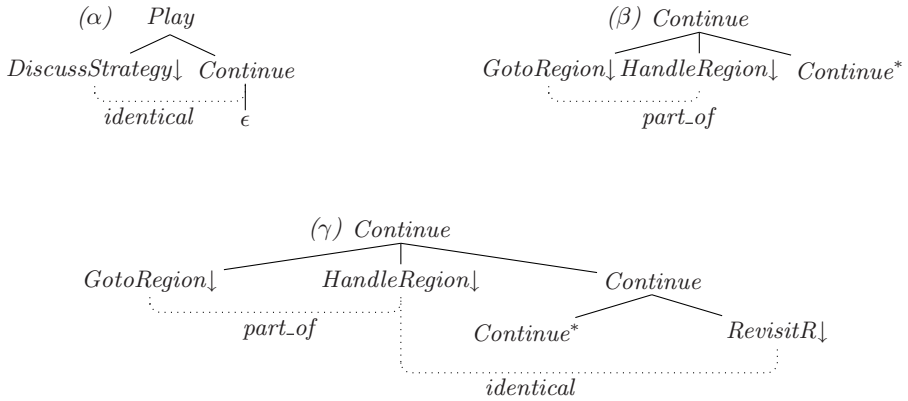 (α) Play
DiscussStrategy↓ Continue
identical
ϵ
(β) Continue
GotoRegion↓ HandleRegion↓ Continue*
part_of
(γ) Continue
GotoRegion↓ HandleRegion↓ Continue
part_of
Continue* RevisitR↓
identical